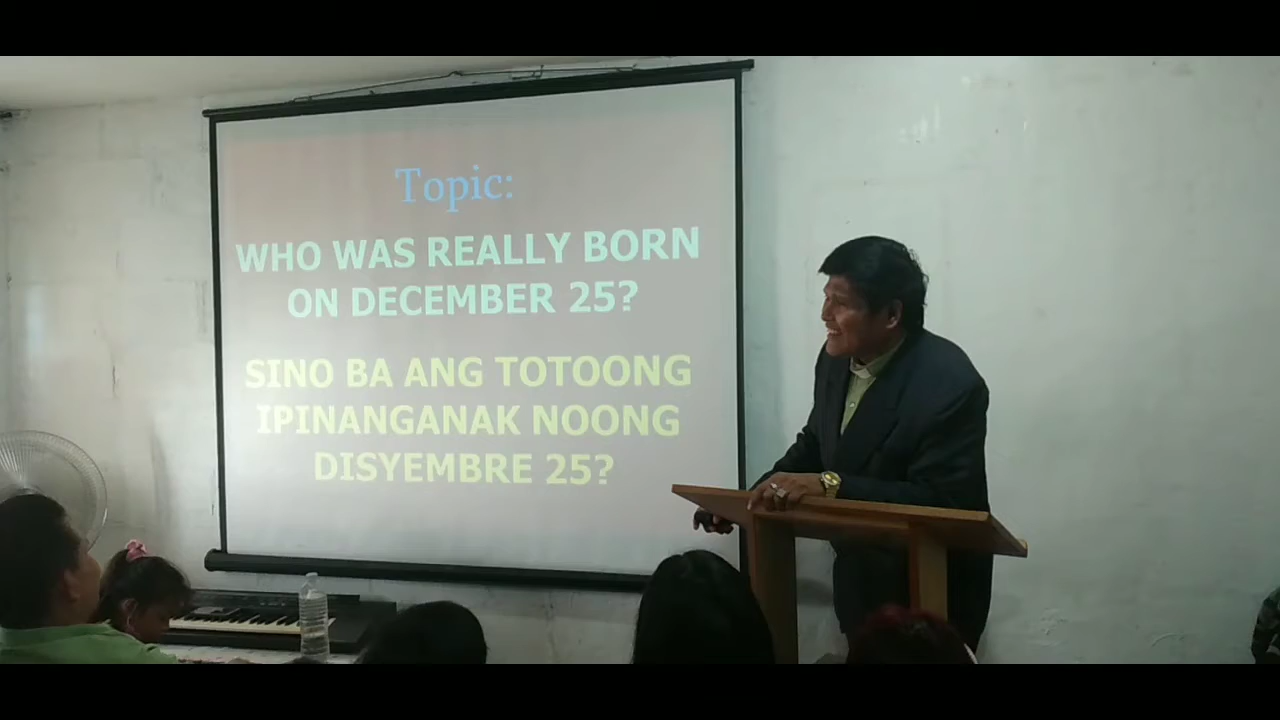 Topic:
WHO WAS REALLY BORN
ON DECEMBER 25?
SINO BA ANG TOTOONG
IPINANGANAK NOONG
DISYEMBRE 25?